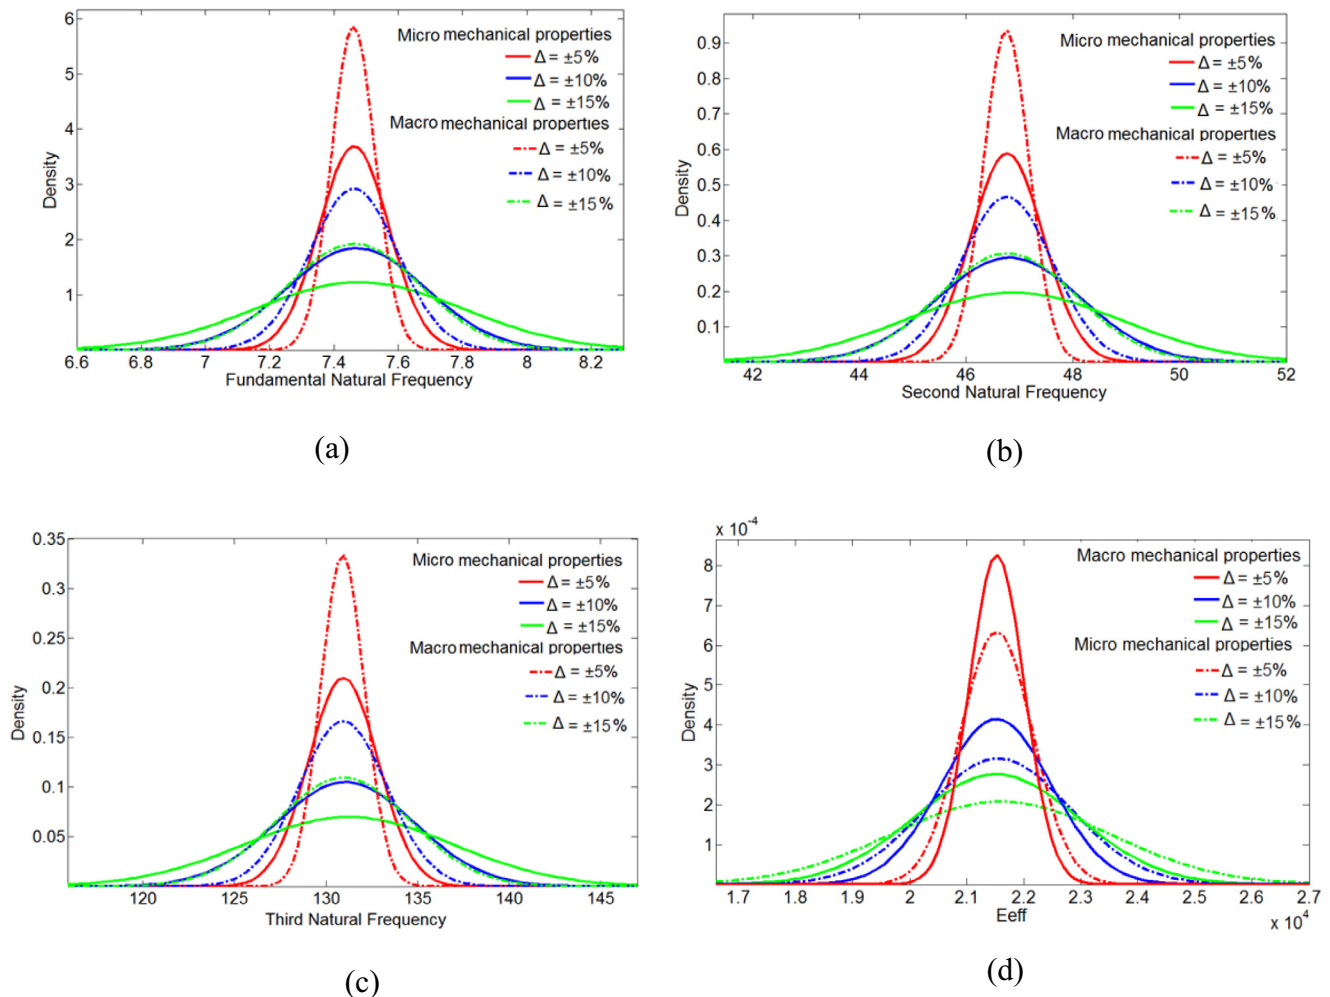 6
5
4
3
2
1
Density
Micro mechanical properties
Δ = ±5%
Δ = ±10%
Δ = ±15%
Macro mechanical properties
Δ = ±5%
Δ = ±10%
Δ = ±15%
6.6 6.8 7 7.2 7.4 7.6 7.8 8 8.2
Fundamental Natural Frequency
(a)
0.9
0.8
0.7
0.6
0.5
0.4
0.3
0.2
0.1
Density
Micro mechanical properties
Δ = ±5%
Δ = ±10%
Δ = ±15%
Macro mechanical properties
Δ = ±5%
Δ = ±10%
Δ = ±15%
42 44 46 48 50 52
Second Natural Frequency
(b)
0.35
0.3
0.25
0.2
0.15
0.1
0.05
Density
Micro mechanical properties
Δ = ±5%
Δ = ±10%
Δ = ±15%
Macro mechanical properties
Δ = ±5%
Δ = ±10%
Δ = ±15%
120 125 130 135 140 145
Third Natural Frequency
(c)
x 10⁻⁴
8
7
6
5
4
3
2
1
Density
Macro mechanical properties
Δ = ±5%
Δ = ±10%
Δ = ±15%
Micro mechanical properties
Δ = ±5%
Δ = ±10%
Δ = ±15%
1.7 1.8 1.9 2 2.1 2.2 2.3 2.4 2.5 2.6 2.7
Eeff
x 10⁴
(d)